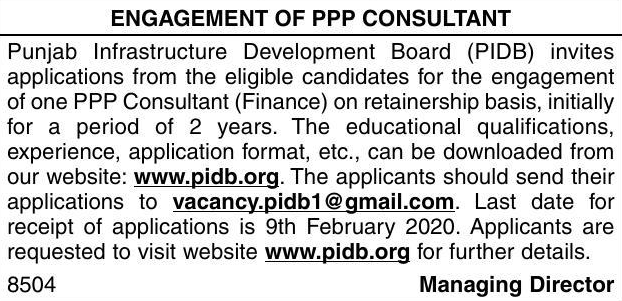 ENGAGEMENT OF PPP CONSULTANT
Punjab Infrastructure Development Board (PIDB) invites
applications from the eligible candidates for the engagement
of one PPP Consultant (Finance) on retainership basis, initially
for a period of 2 years. The educational qualifications,
experience, application format, etc., can be downloaded from
our website: www.pidb.org. The applicants should send their
applications to vacancy.pidb1@gmail.com. Last date for
receipt of applications is 9th February 2020. Applicants are
requested to visit website www.pidb.org for further details.
8504 Managing Director